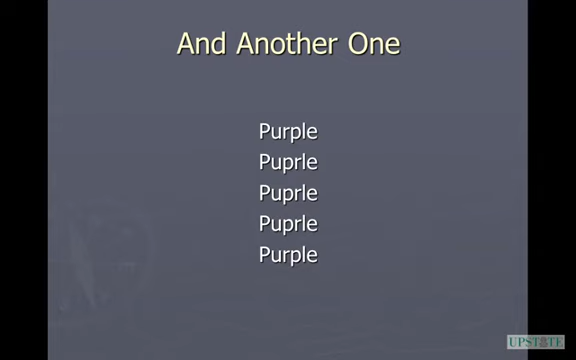 And Another One
Purple
Puprle
Puprle
Puprle
Purple
UPSTATE